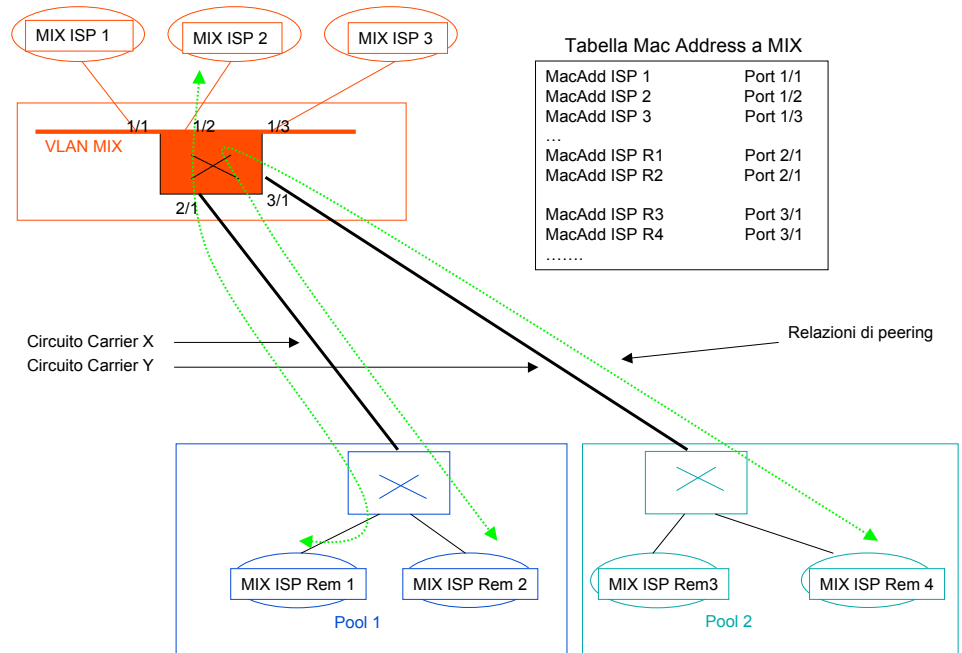 MIX ISP 1
MIX ISP 2
MIX ISP 3
Tabella Mac Address a MIX
MacAdd ISP 1 Port 1/1
MacAdd ISP 2 Port 1/2
MacAdd ISP 3 Port 1/3
...
MacAdd ISP R1 Port 2/1
MacAdd ISP R2 Port 2/1
MacAdd ISP R3 Port 3/1
MacAdd ISP R4 Port 3/1
.......
1/1
1/2
1/3
VLAN MIX
2/1
3/1
Circuito Carrier X
Circuito Carrier Y
Relazioni di peering
MIX ISP Rem 1
MIX ISP Rem 2
Pool 1
MIX ISP Rem3
MIX ISP Rem 4
Pool 2